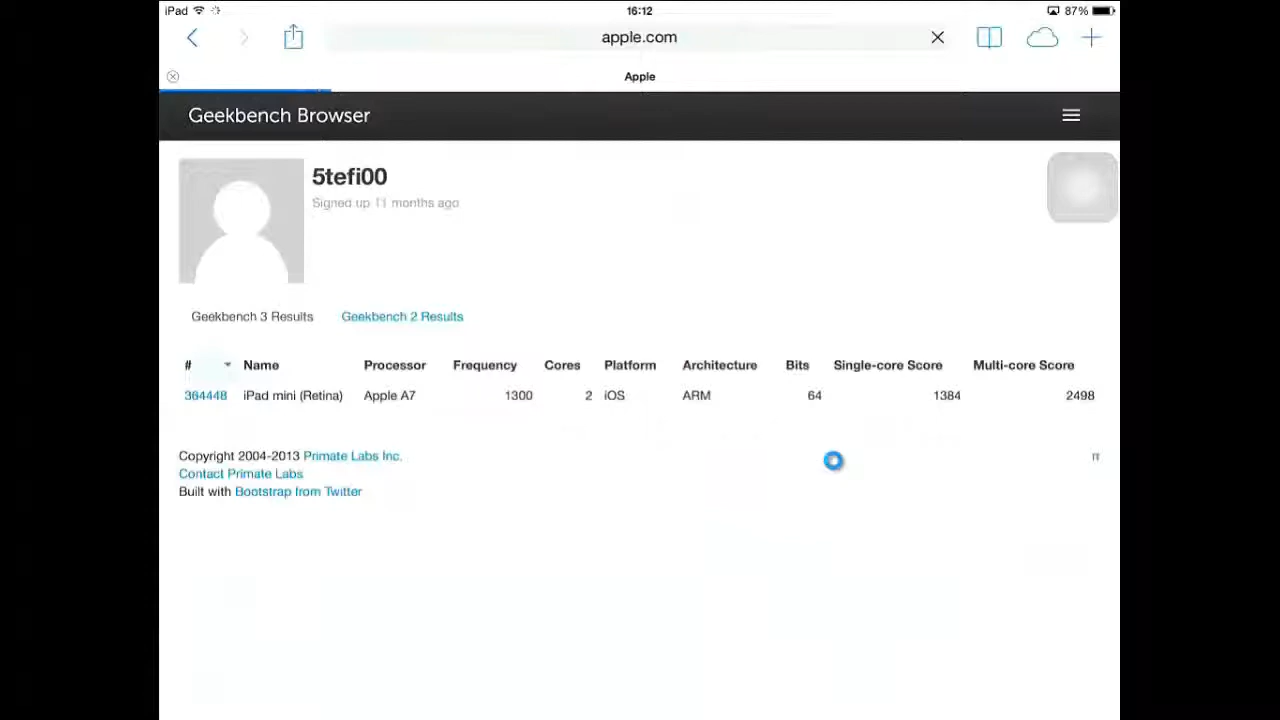 iPad 16:12 87%
apple.com
Apple
Geekbench Browser
5tefi00
Signed up 11 months ago
Geekbench 3 Results Geekbench 2 Results
# Name Processor Frequency Cores Platform Architecture Bits Single-core Score Multi-core Score
364448 iPad mini (Retina) Apple A7 1300 2 iOS ARM 64 1384 2498
Copyright 2004-2013 Primate Labs Inc.
Contact Primate Labs
Built with Bootstrap from Twitter